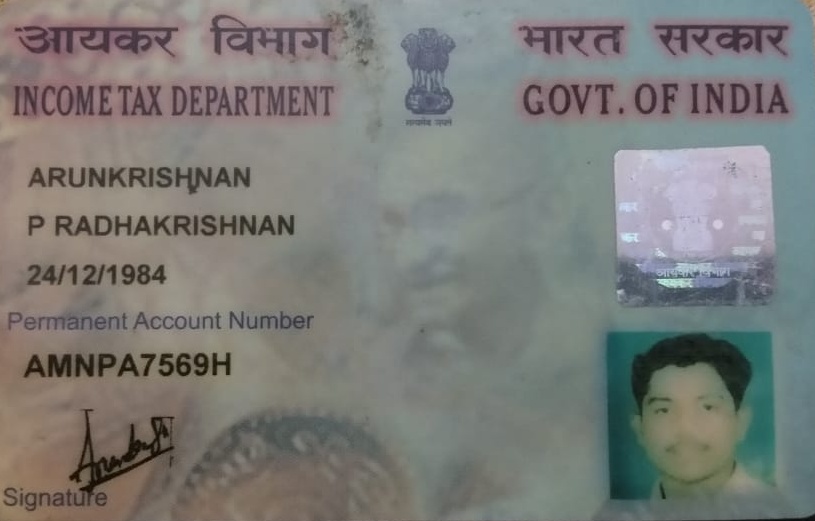 आयकर विभाग
INCOME TAX DEPARTMENT
सत्यमेव जयते
भारत सरकार
GOVT. OF INDIA
ARUNKRISHNAN
P RADHAKRISHNAN
24/12/1984
Permanent Account Number
AMNPA7569H
Signature
आयकर विभाग